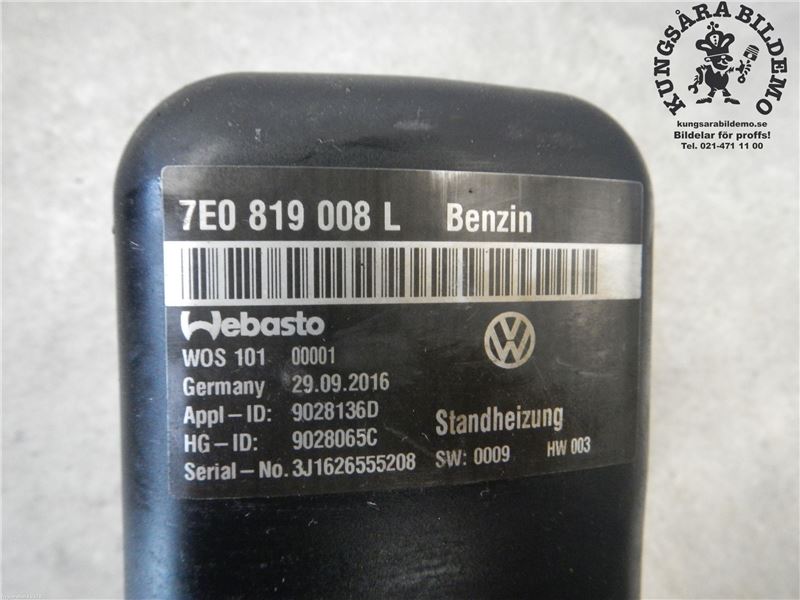 KUNGSÅRA BILDEMO
kungsarabildemo.se
Bildelar för proffs!
Tel. 021-471 11 00
7E0 819 008 L Benzin
Webasto
WOS 101 00001
Germany 29.09.2016
Appl-ID: 9028136D
HG-ID: 9028065C
Serial-No. 3J1626555208
Standheizung
SW: 0009 HW 003